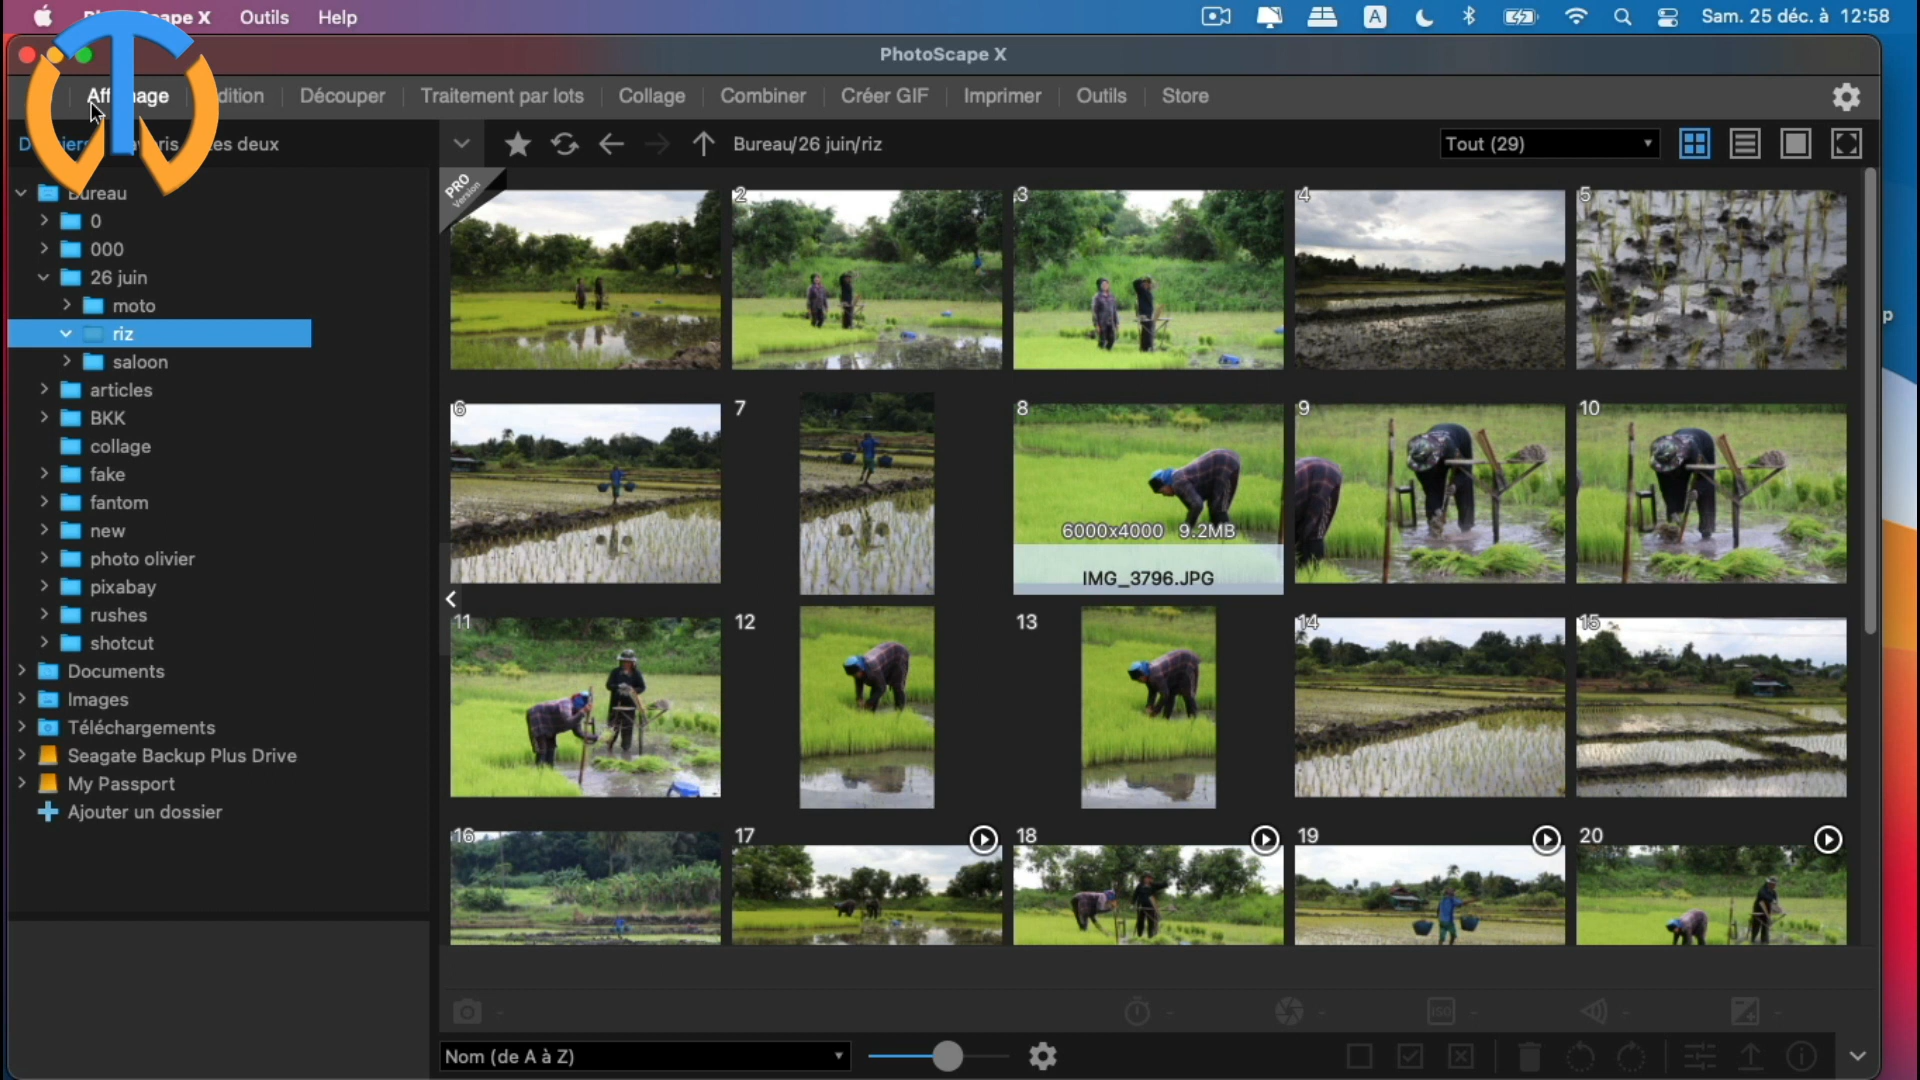 Outils Help
A
Sam. 25 déc. à 12:58
PhotoScape X
Découper Traitement par lots Collage Combiner Créer GIF Imprimer Outils Store
Bureau/26 juin/riz
Tout (29)
Bureau
0
000
26 juin
moto
riz
saloon
articles
BKK
collage
fake
fantom
new
photo olivier
pixabay
rushes
shotcut
Documents
Images
Téléchargements
Seagate Backup Plus Drive
My Passport
Ajouter un dossier
PRO
Version
2
3
4
5
6
7
8
6000x4000 9.2MB
IMG_3796.JPG
9
10
11
12
13
14
15
16
17
18
19
20
ISO
Nom (de A à Z)